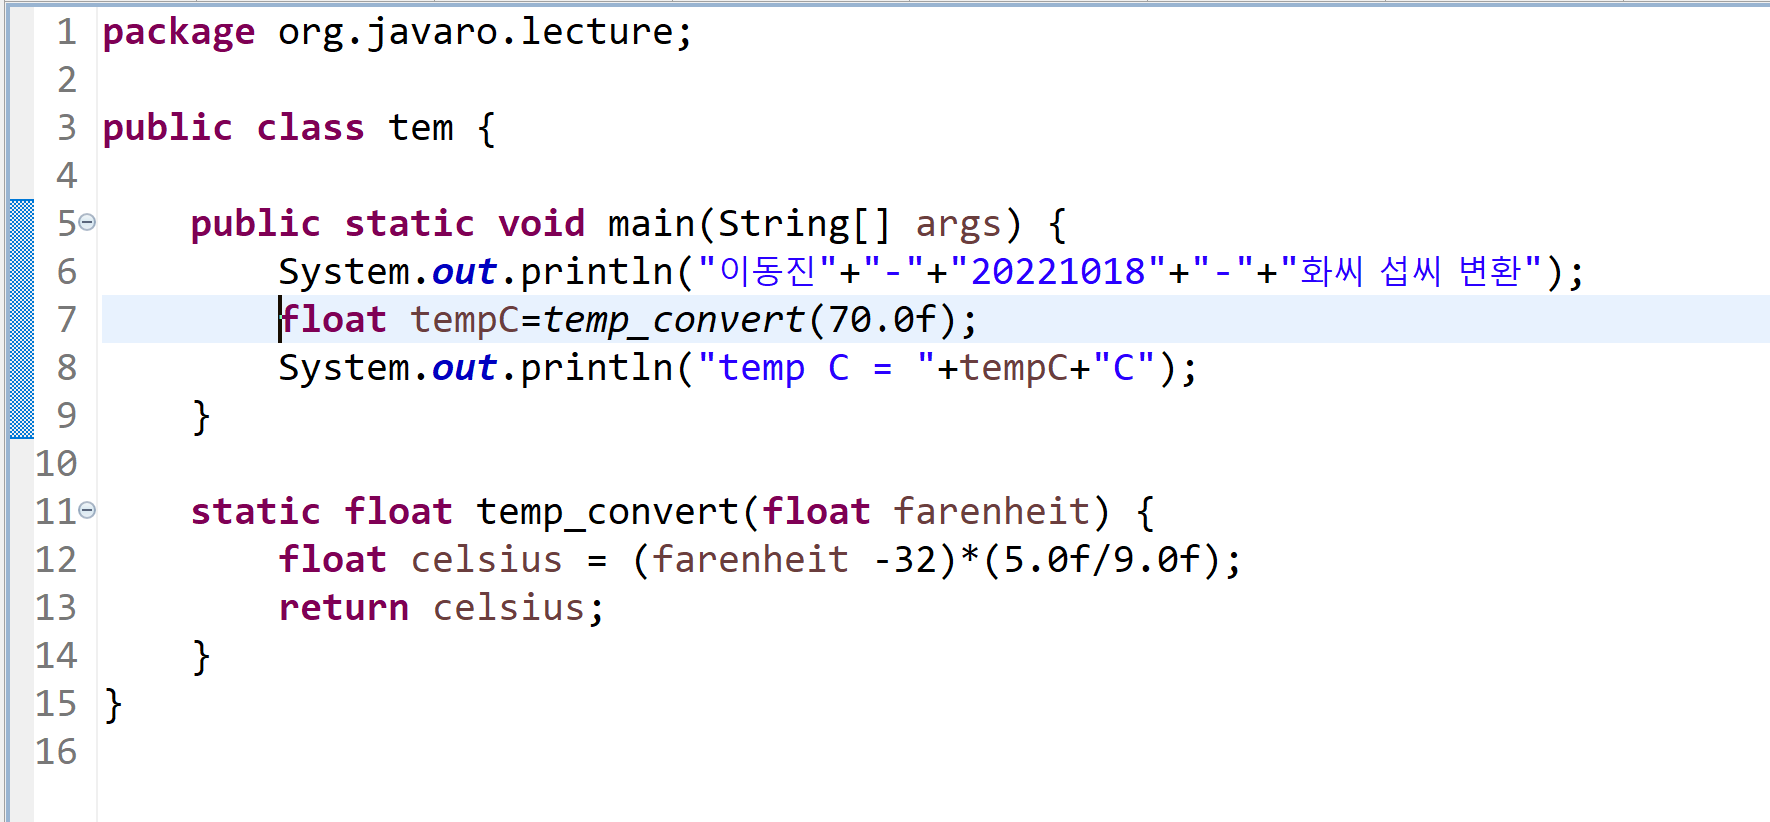 1 package org.javaro.lecture;
2
3 public class tem {
4
5 public static void main(String[] args) {
6 System.out.println("이동진"+"-"+"20221018"+"-"+"화씨 섭씨 변환");
7 float tempC=temp_convert(70.0f);
8 System.out.println("temp C = "+tempC+"C");
9 }
10
11 static float temp_convert(float farenheit) {
12 float celsius = (farenheit -32)*(5.0f/9.0f);
13 return celsius;
14 }
15 }
16